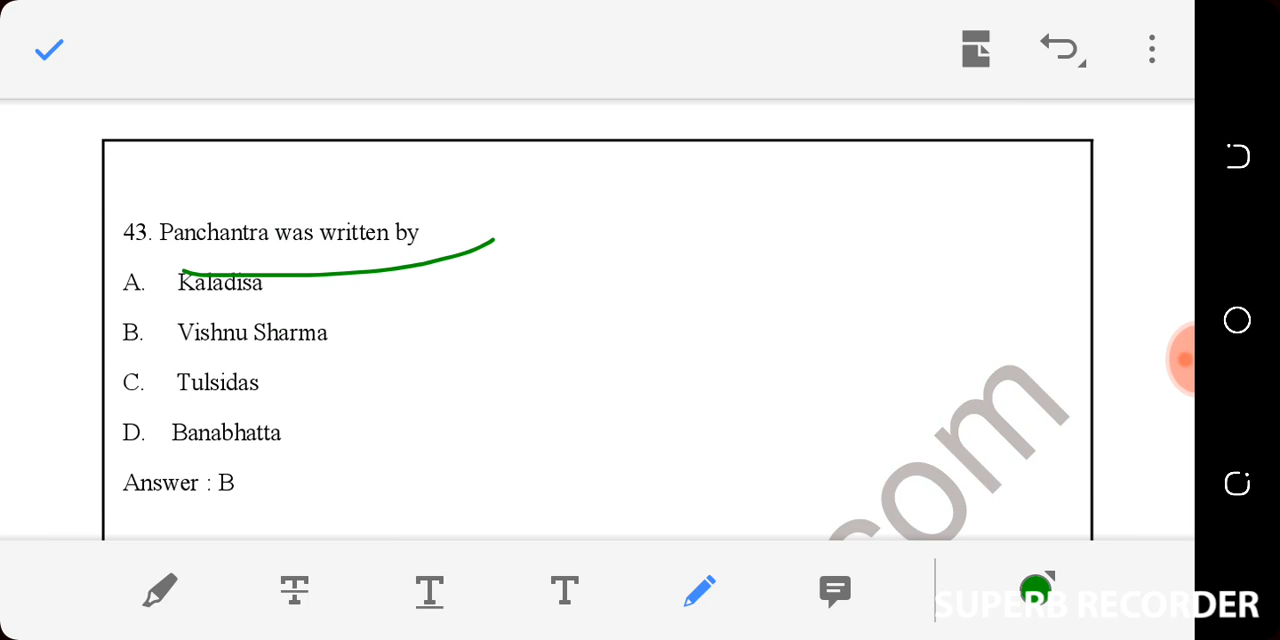 43. Panchantra was written by
A. Kaladisa
B. Vishnu Sharma
C. Tulsidas
D. Banabhatta
Answer : B
com
T T T
SUPERB RECORDER